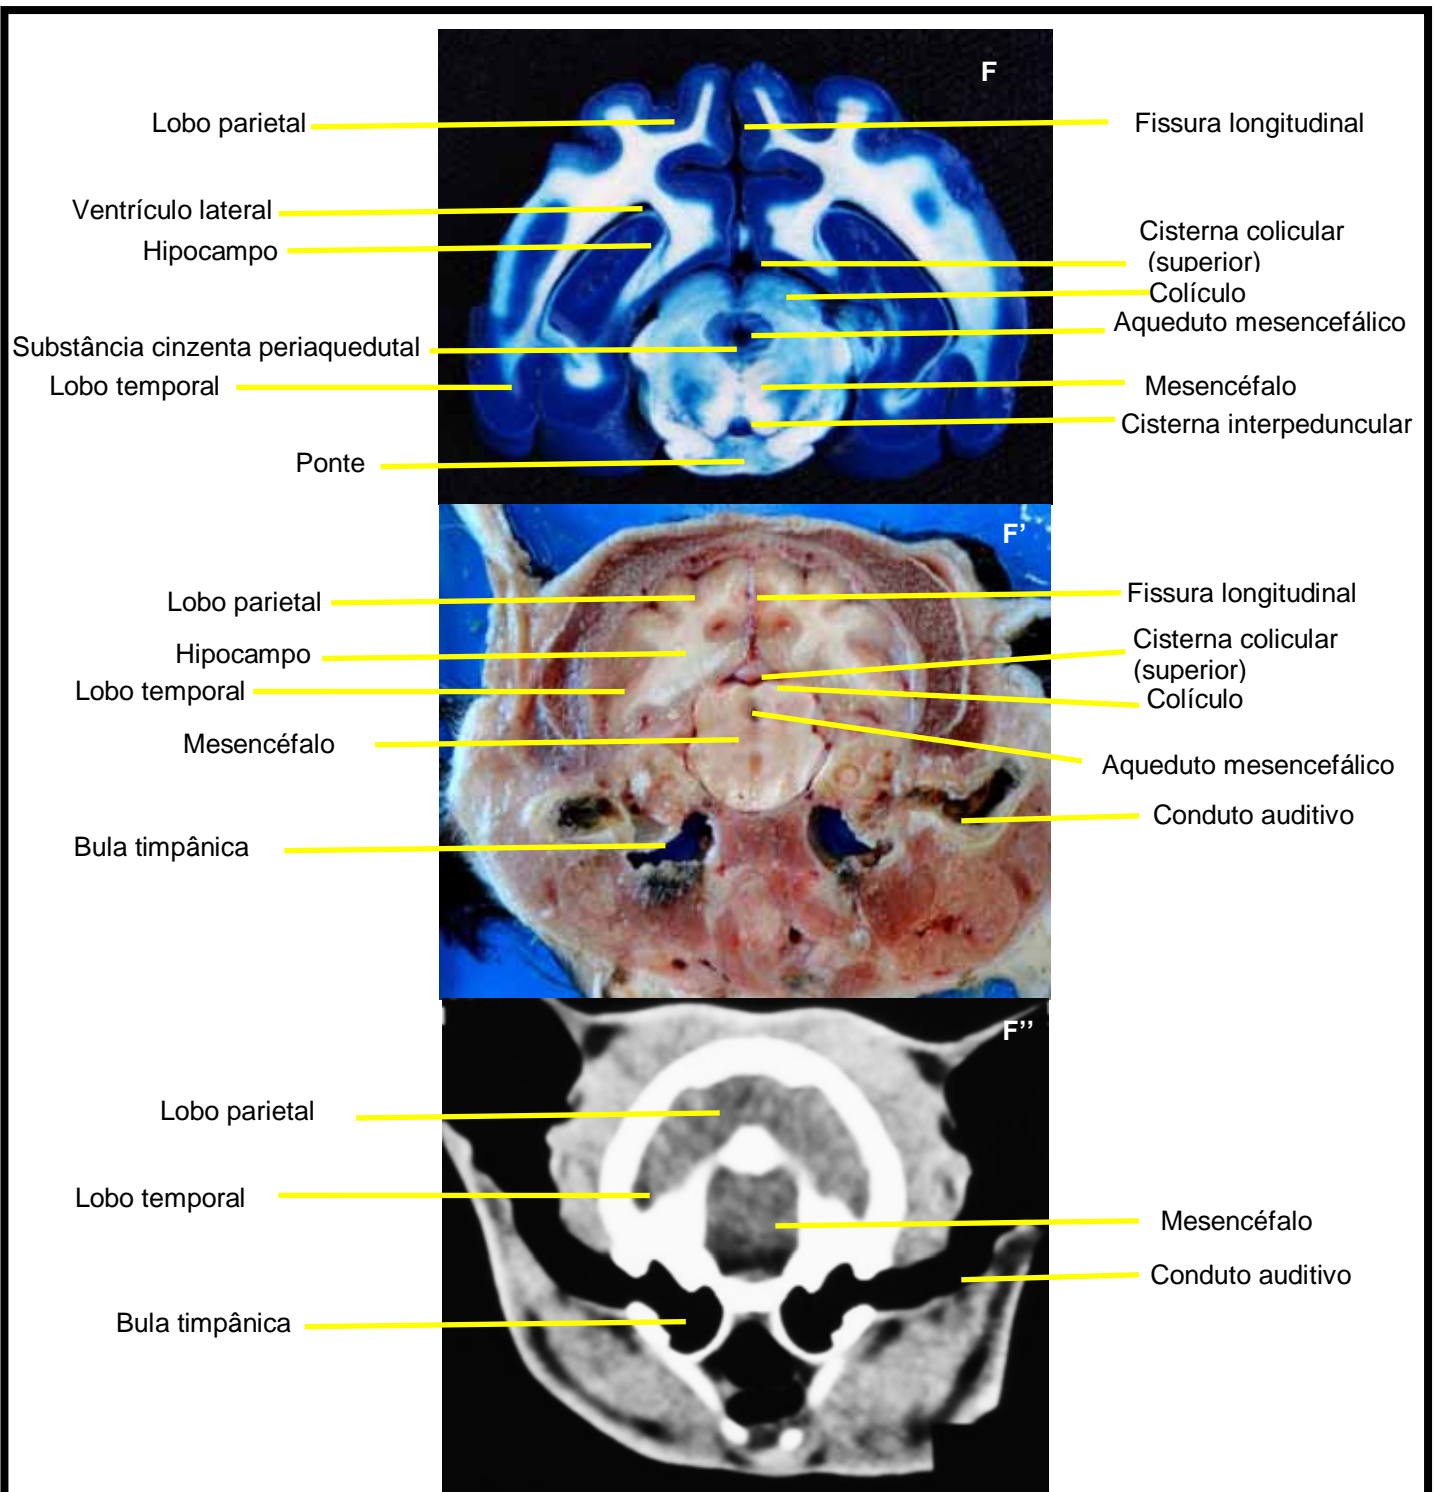 F
Lobo parietal
Fissura longitudinal
Ventrículo lateral
Hipocampo
Cisterna colicular
(superior)
Colículo
Aqueduto mesencefálico
Substância cinzenta periaquedutal
Lobo temporal
Mesencéfalo
Cisterna interpeduncular
Ponte
F’
Lobo parietal
Fissura longitudinal
Hipocampo
Cisterna colicular
(superior)
Lobo temporal
Colículo
Mesencéfalo
Aqueduto mesencefálico
Conduto auditivo
Bula timpânica
F’’
Lobo parietal
Lobo temporal
Mesencéfalo
Conduto auditivo
Bula timpânica